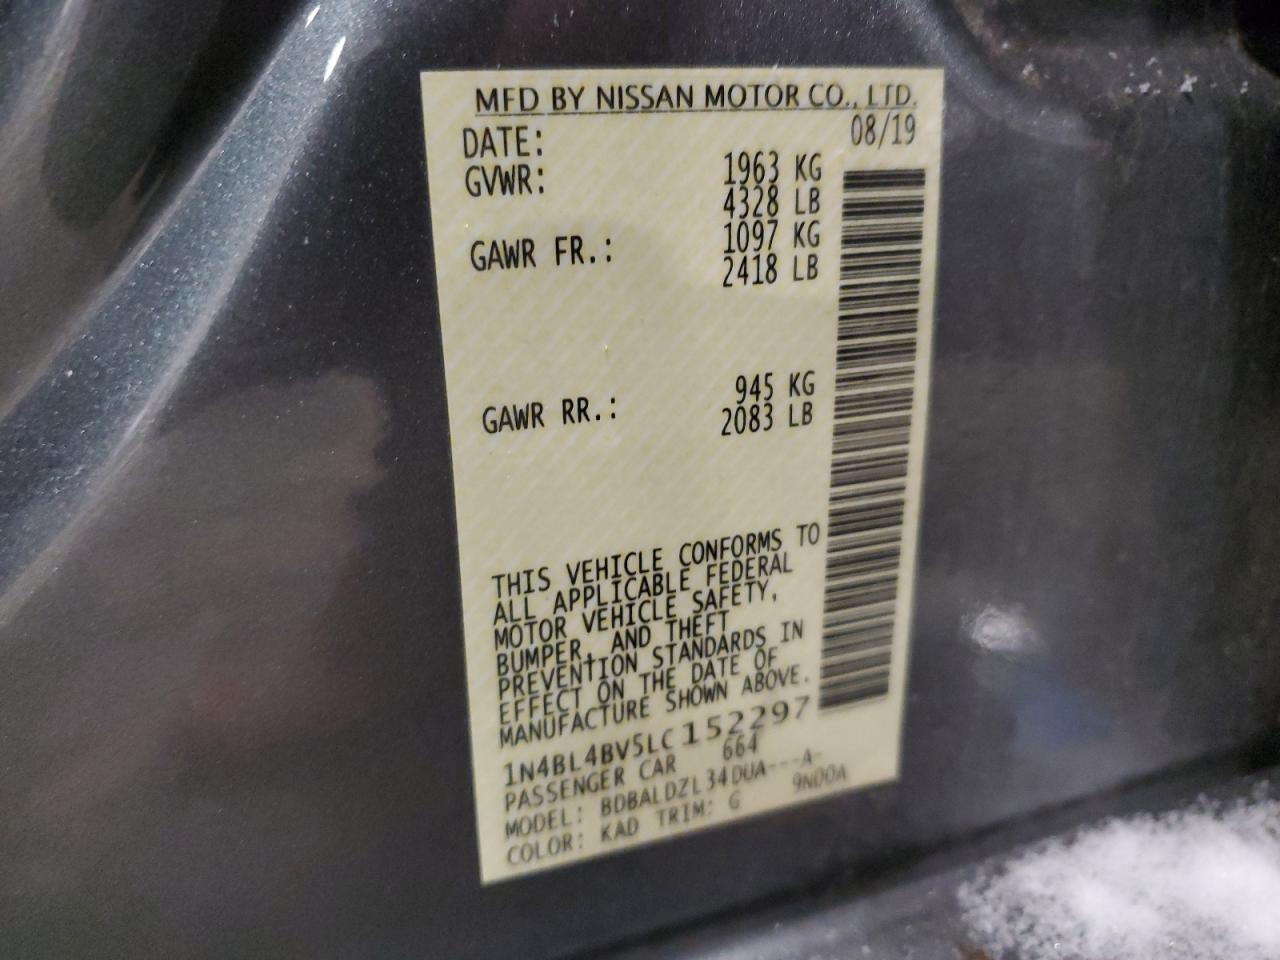 MFD BY NISSAN MOTOR CO., LTD.
DATE: 08/19
GVWR: 1963 KG
4328 LB
GAWR FR.: 1097 KG
2418 LB
GAWR RR.: 945 KG
2083 LB
THIS VEHICLE CONFORMS TO
ALL APPLICABLE FEDERAL
MOTOR VEHICLE SAFETY,
BUMPER, AND THEFT
PREVENTION STANDARDS IN
EFFECT ON THE DATE OF
MANUFACTURE SHOWN ABOVE.
1N4BL4BV5LC152297
PASSENGER CAR 664
MODEL: BDBALDZL34DUA---A-
COLOR: KAD TRIM: G 9N00A